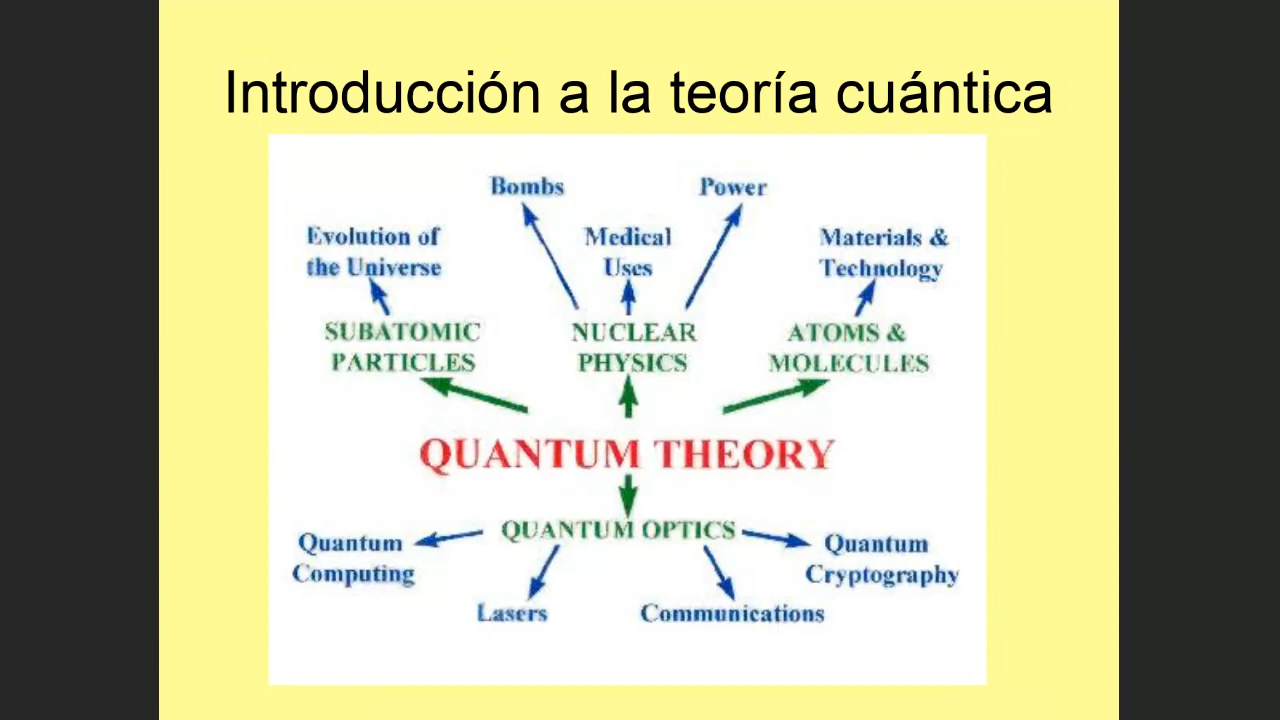 Introducción a la teoría cuántica
Bombs
Power
Evolution of
the Universe
Medical
Uses
Materials &
Technology
SUBATOMIC
PARTICLES
NUCLEAR
PHYSICS
ATOMS &
MOLECULES
QUANTUM THEORY
QUANTUM OPTICS
Quantum
Computing
Quantum
Cryptography
Lasers
Communications